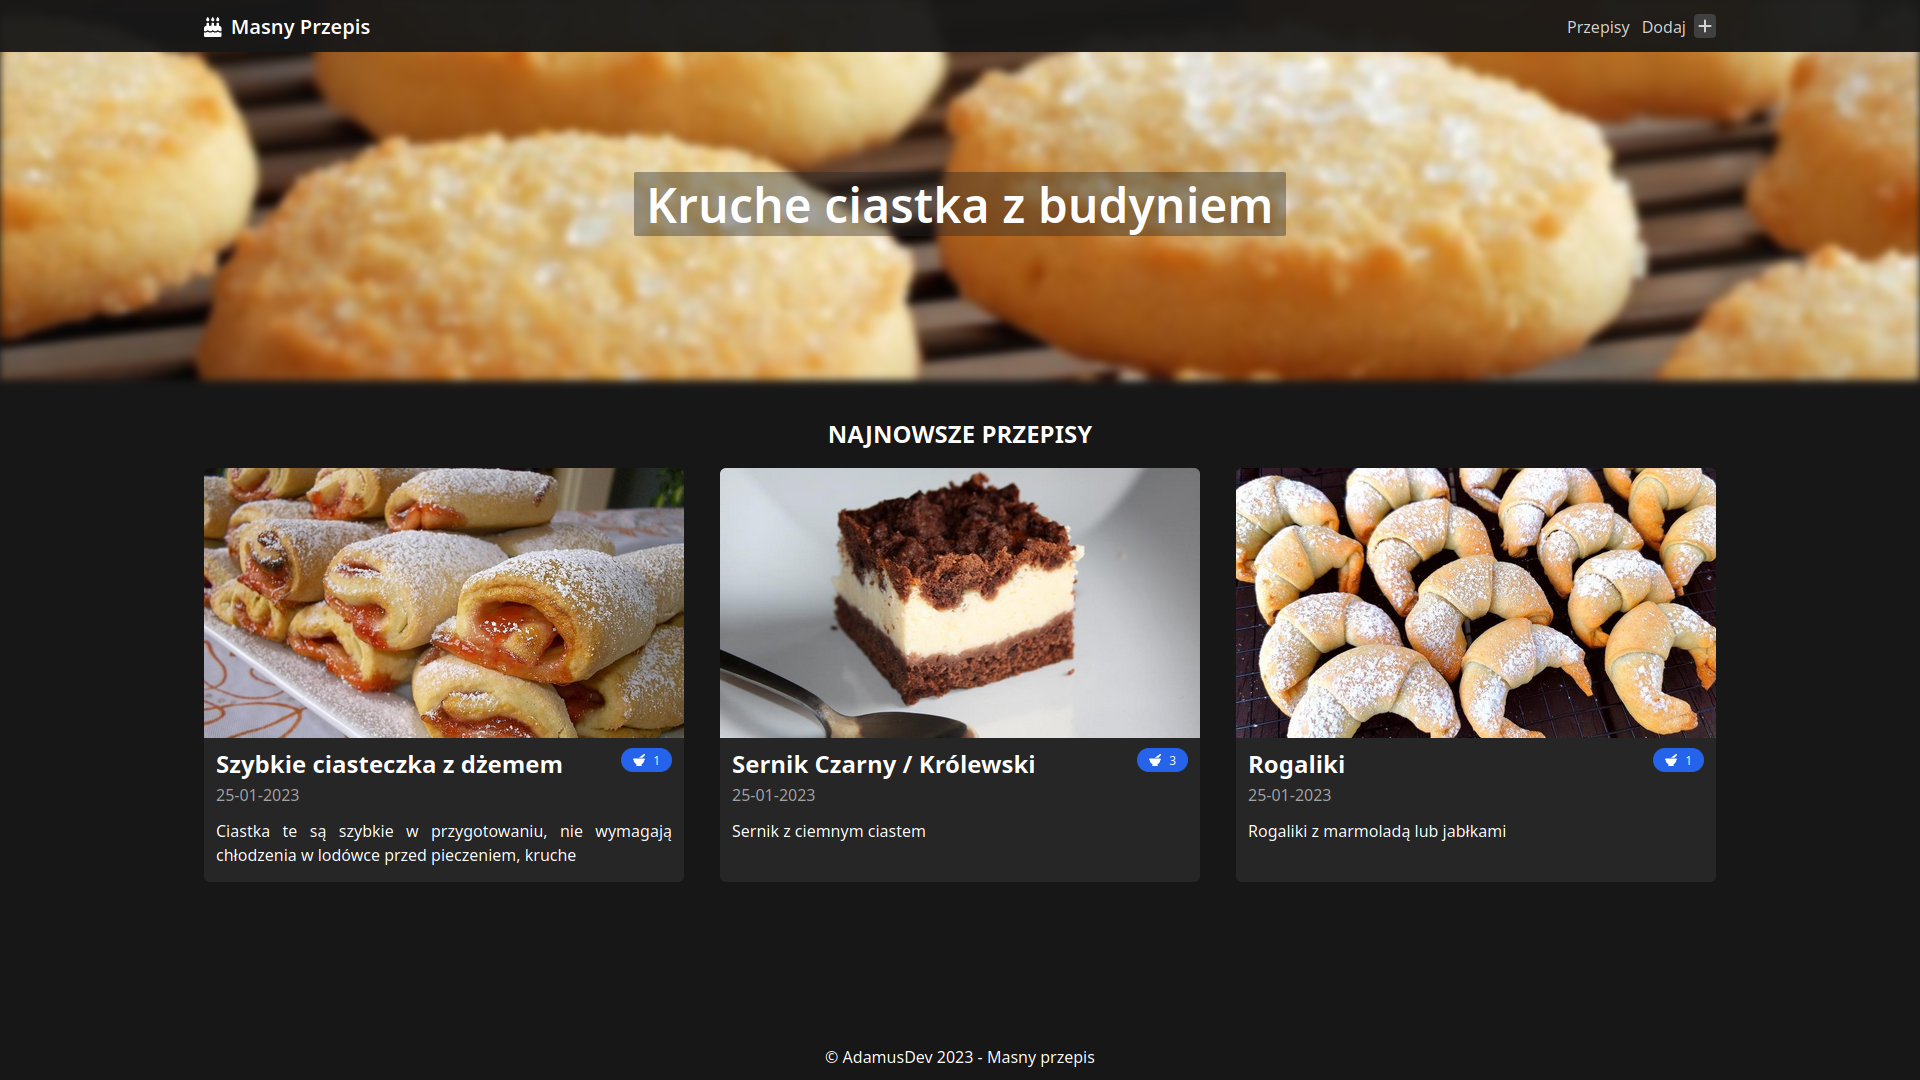 Masny Przepis
Przepisy Dodaj
Kruche ciastka z budyniem
NAJNOWSZE PRZEPISY
Szybkie ciasteczka z dżemem 1
25-01-2023
Ciastka te są szybkie w przygotowaniu, nie wymagają
chłodzenia w lodówce przed pieczeniem, kruche
Sernik Czarny / Królewski 3
25-01-2023
Sernik z ciemnym ciastem
Rogaliki 1
25-01-2023
Rogaliki z marmoladą lub jabłkami
© AdamusDev 2023 - Masny przepis